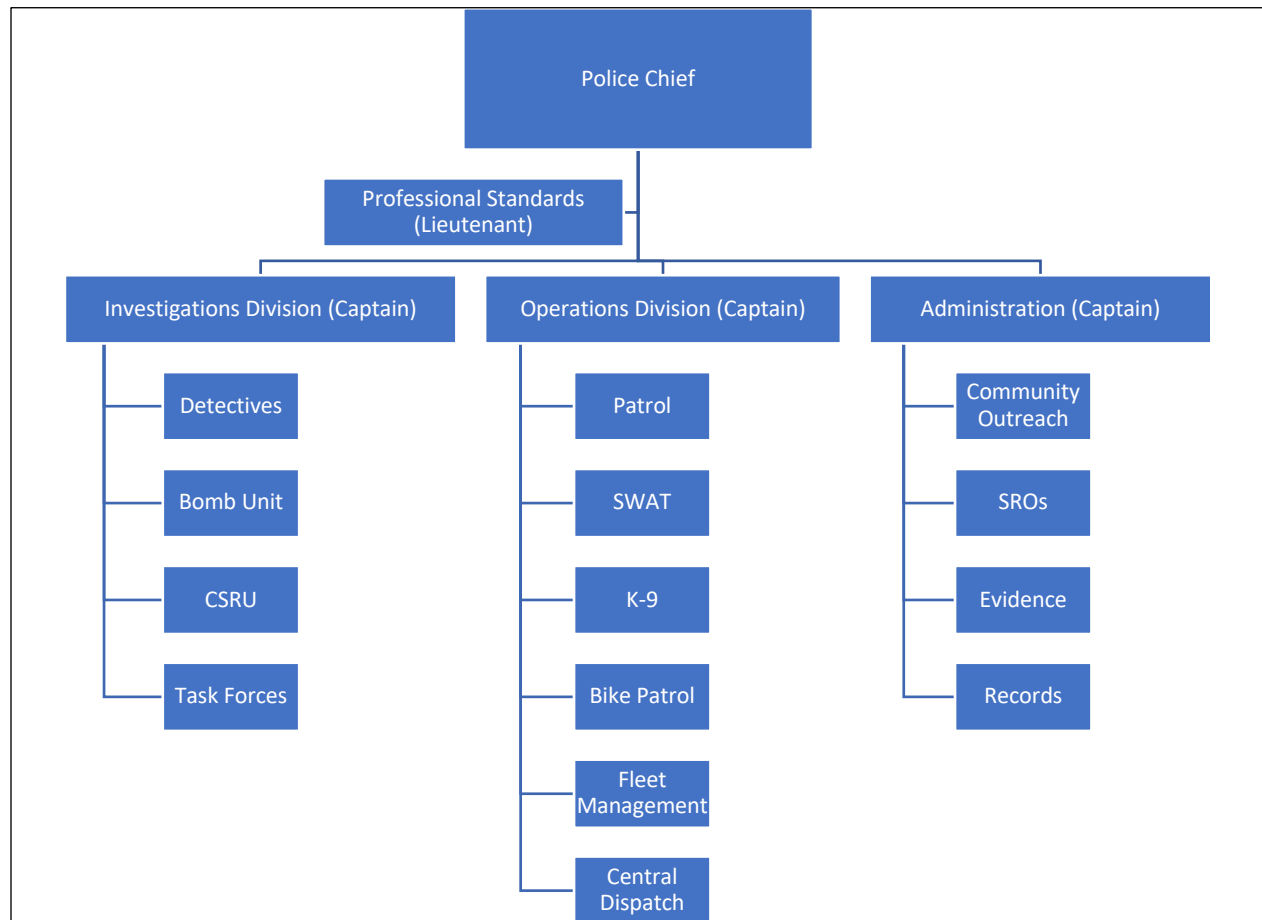 Police Chief
Professional Standards
(Lieutenant)
Investigations Division (Captain)
Operations Division (Captain)
Administration (Captain)
Detectives
Bomb Unit
CSRU
Task Forces
Patrol
SWAT
K-9
Bike Patrol
Fleet
Management
Central
Dispatch
Community
Outreach
SROs
Evidence
Records